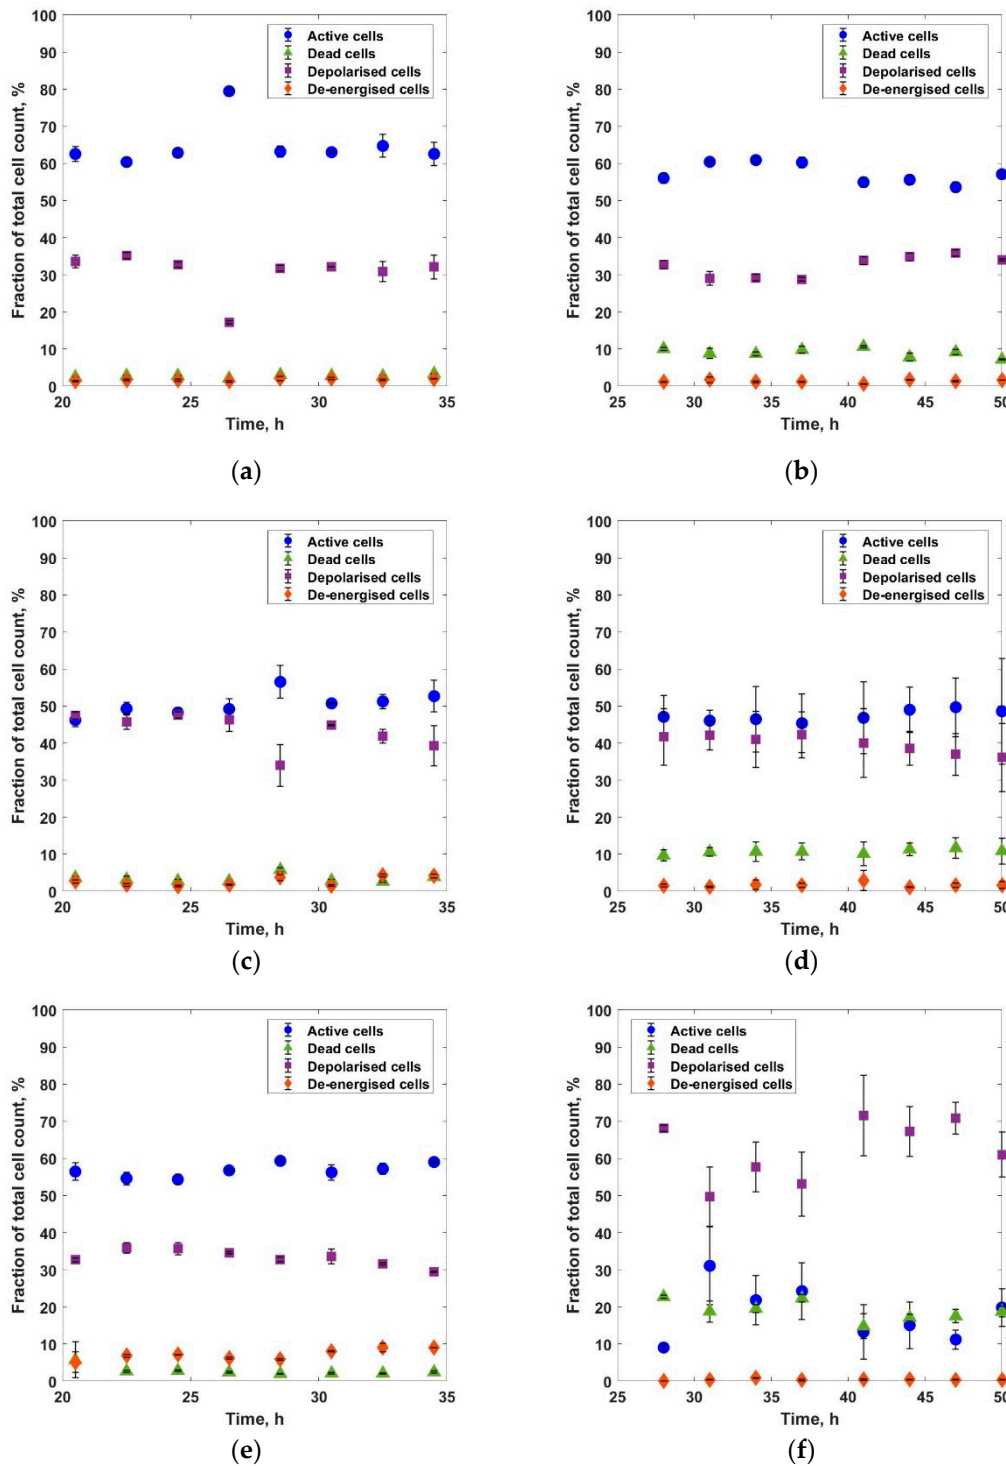 100
90
80
70
60
50
40
30
20
10
0
Fraction of total cell count, %
Active cells
Dead cells
Depolarised cells
De-energised cells
20 25 30 35
Time, h
(a)
100
90
80
70
60
50
40
30
20
10
0
Fraction of total cell count, %
Active cells
Dead cells
Depolarised cells
De-energised cells
25 30 35 40 45 50
Time, h
(b)
100
90
80
70
60
50
40
30
20
10
0
Fraction of total cell count, %
Active cells
Dead cells
Depolarised cells
De-energised cells
20 25 30 35
Time, h
(c)
100
90
80
70
60
50
40
30
20
10
0
Fraction of total cell count, %
Active cells
Dead cells
Depolarised cells
De-energised cells
25 30 35 40 45 50
Time, h
(d)
100
90
80
70
60
50
40
30
20
10
0
Fraction of total cell count, %
Active cells
Dead cells
Depolarised cells
De-energised cells
20 25 30 35
Time, h
(e)
100
90
80
70
60
50
40
30
20
10
0
Fraction of total cell count, %
Active cells
Dead cells
Depolarised cells
De-energised cells
25 30 35 40 45 50
Time, h
(f)